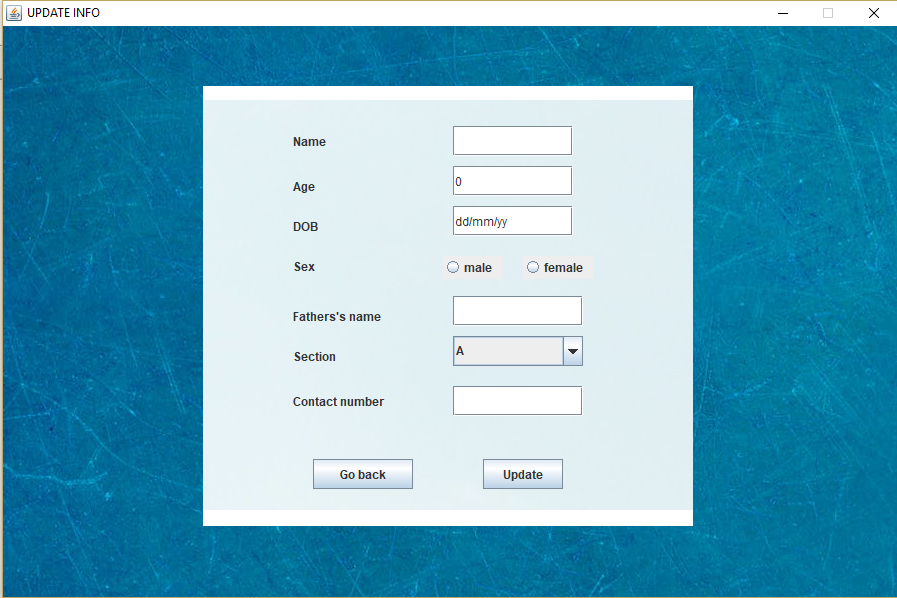 UPDATE INFO
Name
Age 0
DOB dd/mm/yy
Sex male female
Fathers's name
Section A
Contact number
Go back Update